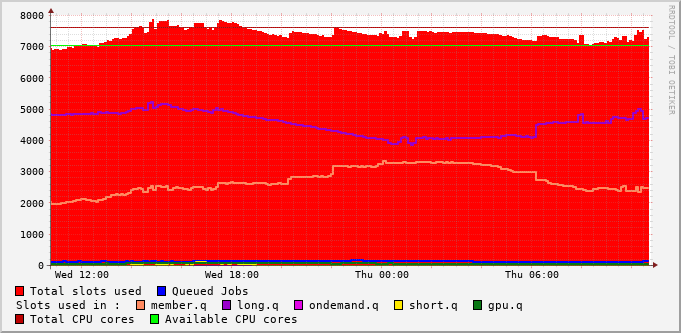 8000
7000
6000
5000
4000
3000
2000
1000
0
Wed 12:00 Wed 18:00 Thu 00:00 Thu 06:00
RRDTOOL / TOBI OETIKER
Total slots used Queued Jobs
Slots used in : member.q long.q ondemand.q short.q gpu.q
Total CPU cores Available CPU cores